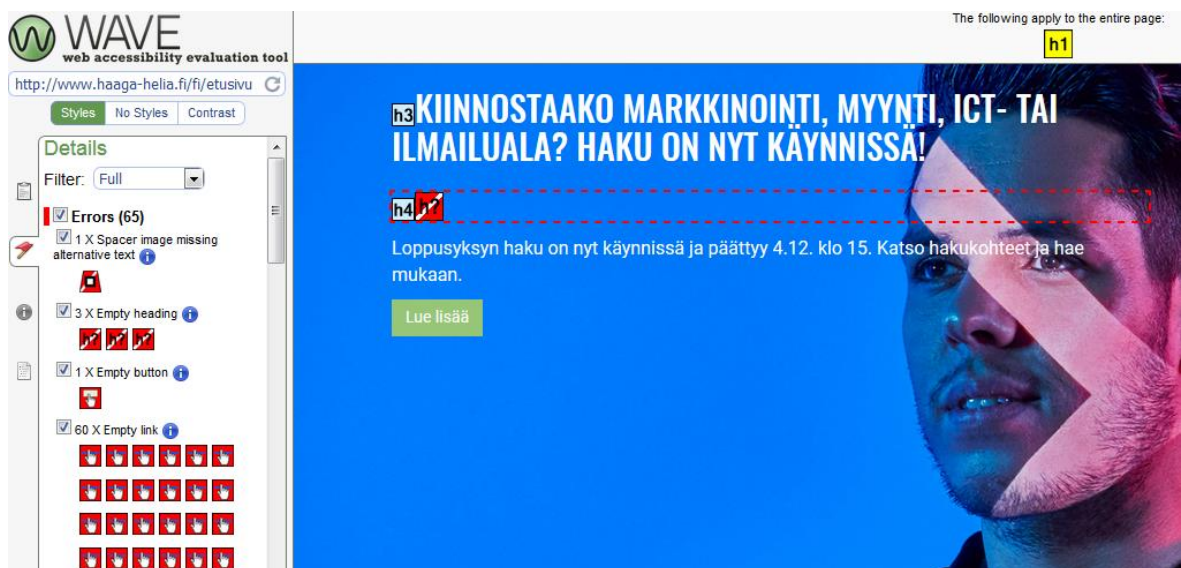 WAVE
web accessibility evaluation tool
http://www.haaga-helia.fi/fi/etusivu
Styles No Styles Contrast
Details
Filter: Full
Errors (65)
1 X Spacer image missing
alternative text
3 X Empty heading
h? h? h?
1 X Empty button
60 X Empty link
The following apply to the entire page:
h1
h3 KIINNOSTAAKO MARKKINOINTI, MYYNTI, ICT- TAI
ILMAILUALA? HAKU ON NYT KÄYNNISSÄ!
h4 h?
Loppusyksyn haku on nyt käynnissä ja päättyy 4.12. klo 15. Katso hakukohteet ja hae
mukaan.
Lue lisää